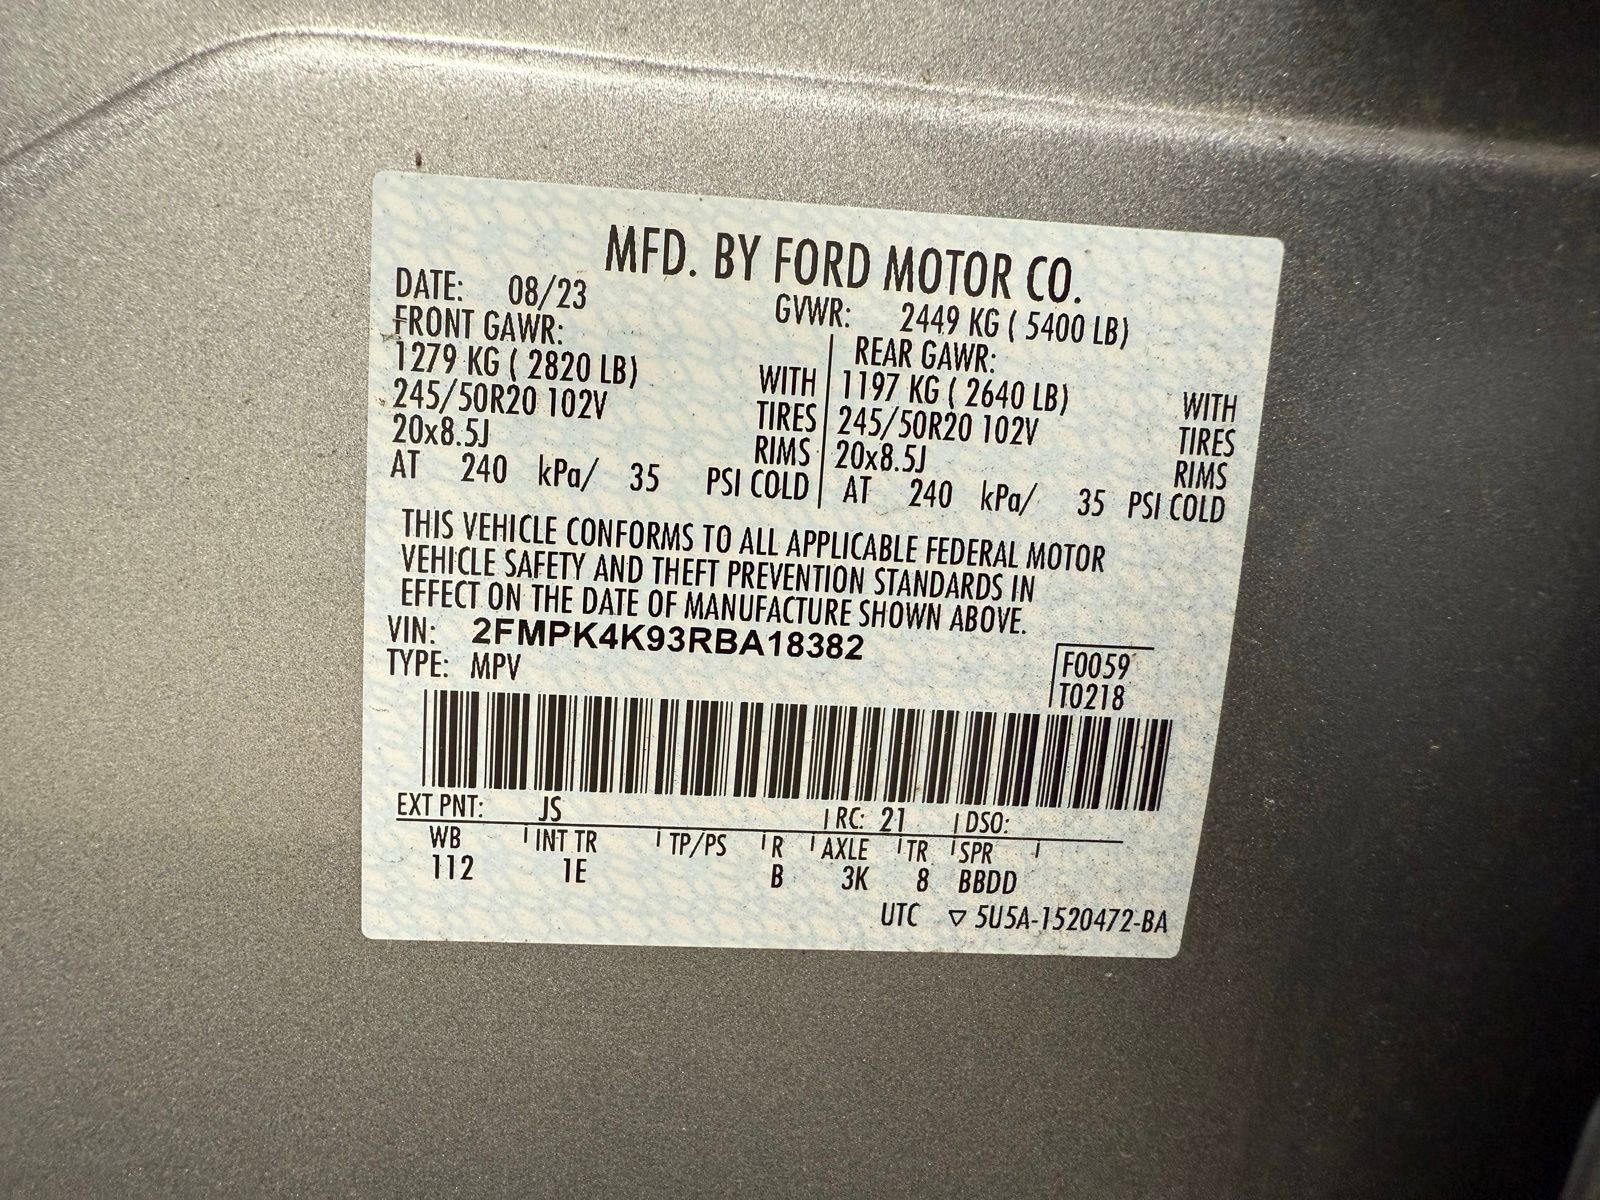 MFD. BY FORD MOTOR CO.
DATE: 08/23 GVWR: 2449 KG ( 5400 LB)
FRONT GAWR: REAR GAWR:
1279 KG ( 2820 LB) WITH 1197 KG ( 2640 LB) WITH
245/50R20 102V TIRES 245/50R20 102V TIRES
20x8.5J RIMS 20x8.5J RIMS
AT 240 kPa/ 35 PSI COLD AT 240 kPa/ 35 PSI COLD
THIS VEHICLE CONFORMS TO ALL APPLICABLE FEDERAL MOTOR
VEHICLE SAFETY AND THEFT PREVENTION STANDARDS IN
EFFECT ON THE DATE OF MANUFACTURE SHOWN ABOVE.
VIN: 2FMPK4K93RBA18382
TYPE: MPV
F0059
T0218
EXT PNT: JS RC: 21 DSO:
WB INT TR TP/PS R AXLE TR SPR
112 1E B 3K 8 BBDD
UTC ▽ 5U5A-1520472-BA